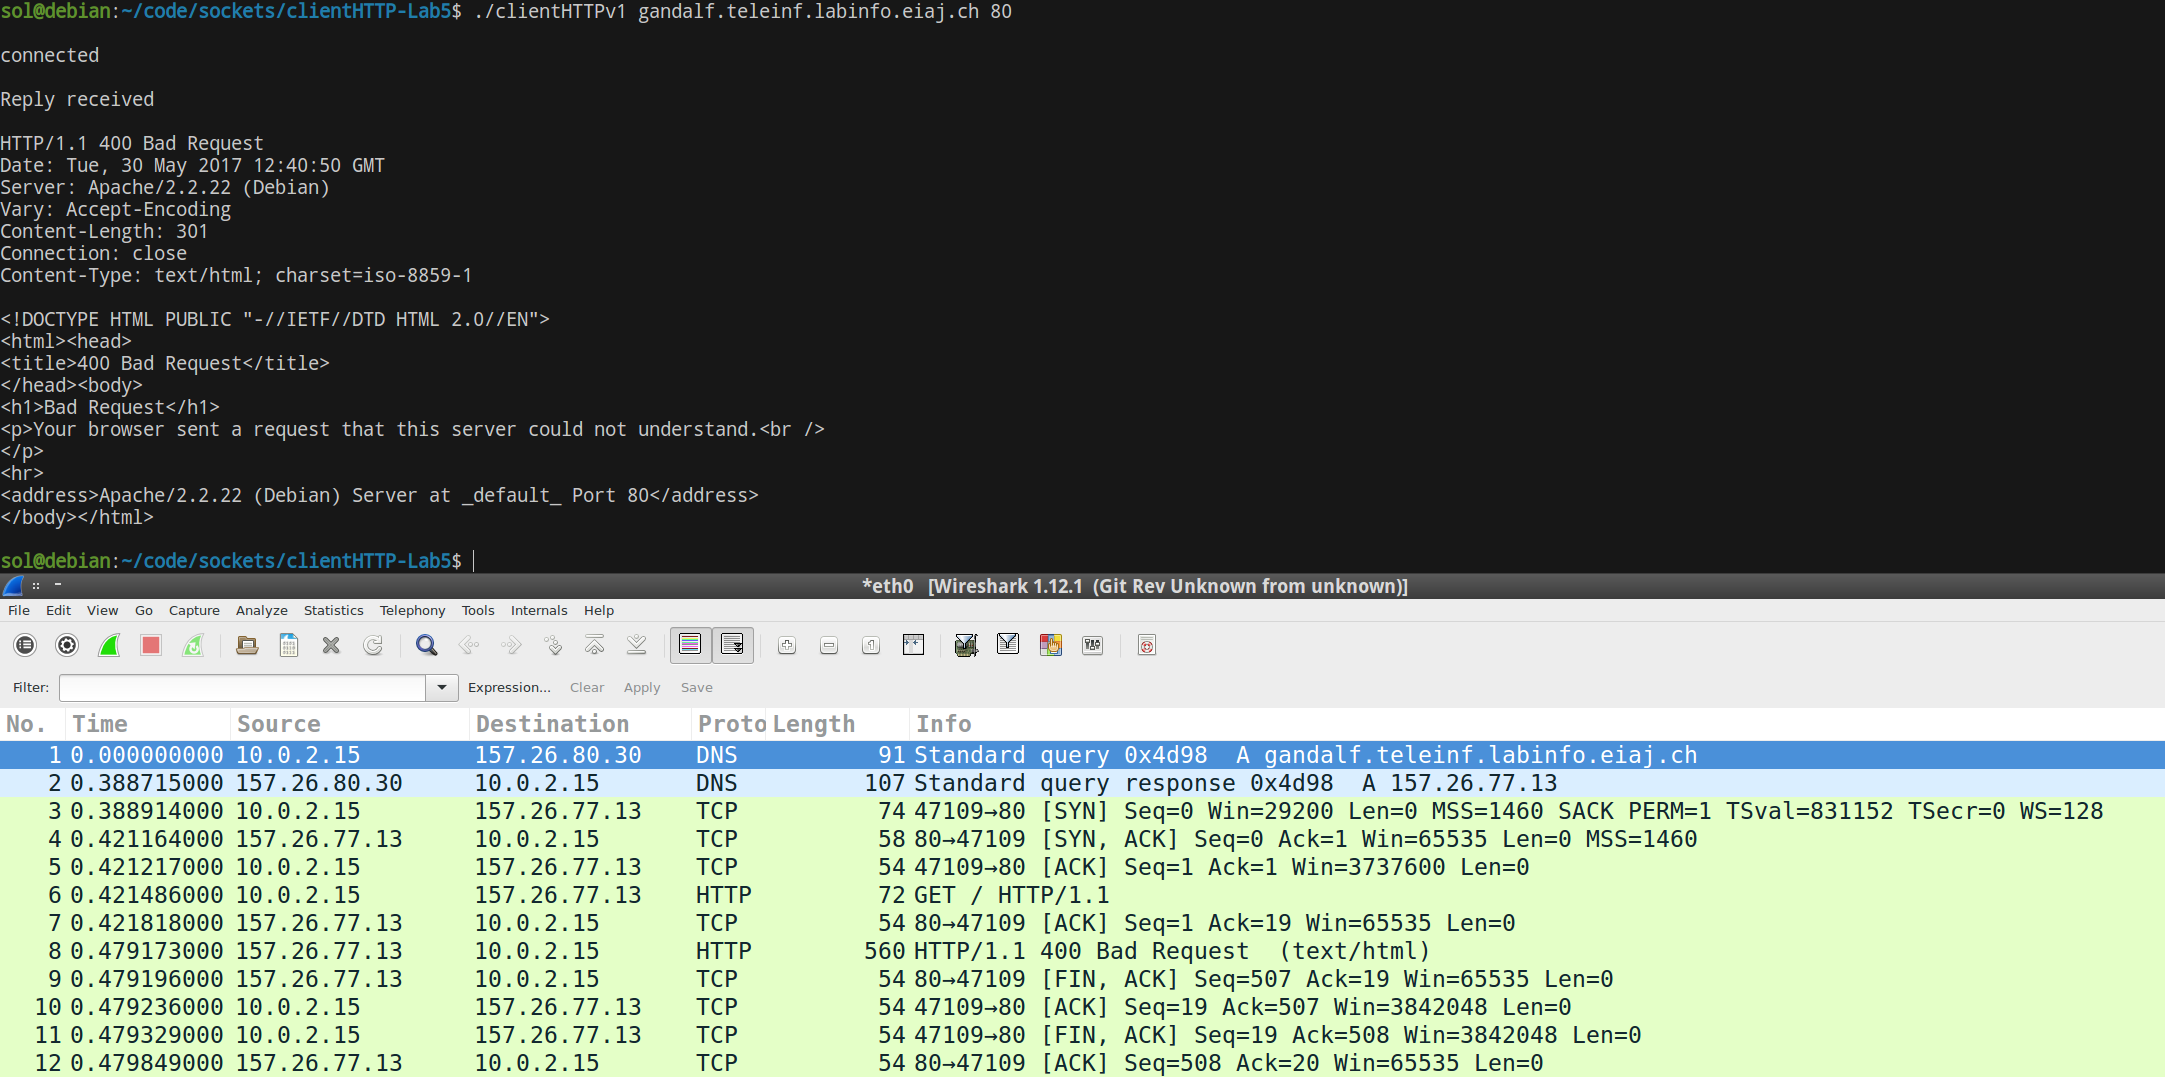 sol@debian:~/code/sockets/clientHTTP-Lab5$ ./clientHTTPv1 gandalf.teleinf.labinfo.eiaj.ch 80
connected
Reply received
HTTP/1.1 400 Bad Request
Date: Tue, 30 May 2017 12:40:50 GMT
Server: Apache/2.2.22 (Debian)
Vary: Accept-Encoding
Content-Length: 301
Connection: close
Content-Type: text/html; charset=iso-8859-1
<!DOCTYPE HTML PUBLIC "-//IETF//DTD HTML 2.0//EN">
<html><head>
<title>400 Bad Request</title>
</head><body>
<h1>Bad Request</h1>
<p>Your browser sent a request that this server could not understand.<br />
</p>
<hr>
<address>Apache/2.2.22 (Debian) Server at _default_ Port 80</address>
</body></html>
sol@debian:~/code/sockets/clientHTTP-Lab5$
*eth0 [Wireshark 1.12.1 (Git Rev Unknown from unknown)]
File Edit View Go Capture Analyze Statistics Telephony Tools Internals Help
Filter: Expression... Clear Apply Save
No. Time Source Destination Proto Length Info
1 0.000000000 10.0.2.15 157.26.80.30 DNS 91 Standard query 0x4d98 A gandalf.teleinf.labinfo.eiaj.ch
2 0.388715000 157.26.80.30 10.0.2.15 DNS 107 Standard query response 0x4d98 A 157.26.77.13
3 0.388914000 10.0.2.15 157.26.77.13 TCP 74 47109→80 [SYN] Seq=0 Win=29200 Len=0 MSS=1460 SACK PERM=1 TSval=831152 TSecr=0 WS=128
4 0.421164000 157.26.77.13 10.0.2.15 TCP 58 80→47109 [SYN, ACK] Seq=0 Ack=1 Win=65535 Len=0 MSS=1460
5 0.421217000 10.0.2.15 157.26.77.13 TCP 54 47109→80 [ACK] Seq=1 Ack=1 Win=3737600 Len=0
6 0.421486000 10.0.2.15 157.26.77.13 HTTP 72 GET / HTTP/1.1
7 0.421818000 157.26.77.13 10.0.2.15 TCP 54 80→47109 [ACK] Seq=1 Ack=19 Win=65535 Len=0
8 0.479173000 157.26.77.13 10.0.2.15 HTTP 560 HTTP/1.1 400 Bad Request (text/html)
9 0.479196000 157.26.77.13 10.0.2.15 TCP 54 80→47109 [FIN, ACK] Seq=507 Ack=19 Win=65535 Len=0
10 0.479236000 10.0.2.15 157.26.77.13 TCP 54 47109→80 [ACK] Seq=19 Ack=507 Win=3842048 Len=0
11 0.479329000 10.0.2.15 157.26.77.13 TCP 54 47109→80 [FIN, ACK] Seq=19 Ack=508 Win=3842048 Len=0
12 0.479849000 157.26.77.13 10.0.2.15 TCP 54 80→47109 [ACK] Seq=508 Ack=20 Win=65535 Len=0